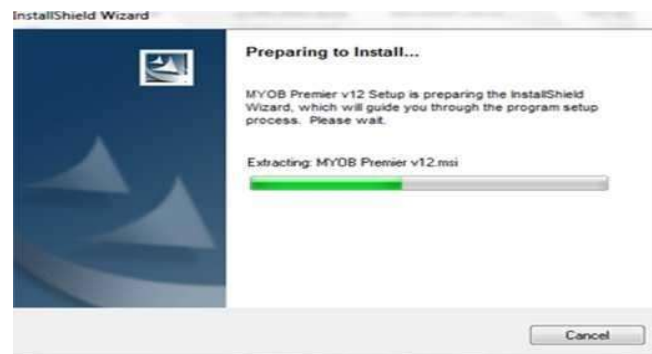 InstallShield Wizard
Preparing to Install...
MYOB Premier v12 Setup is preparing the InstallShield
Wizard, which will guide you through the program setup
process. Please wait.
Extracting: MYOB Premier v12.msi
Cancel